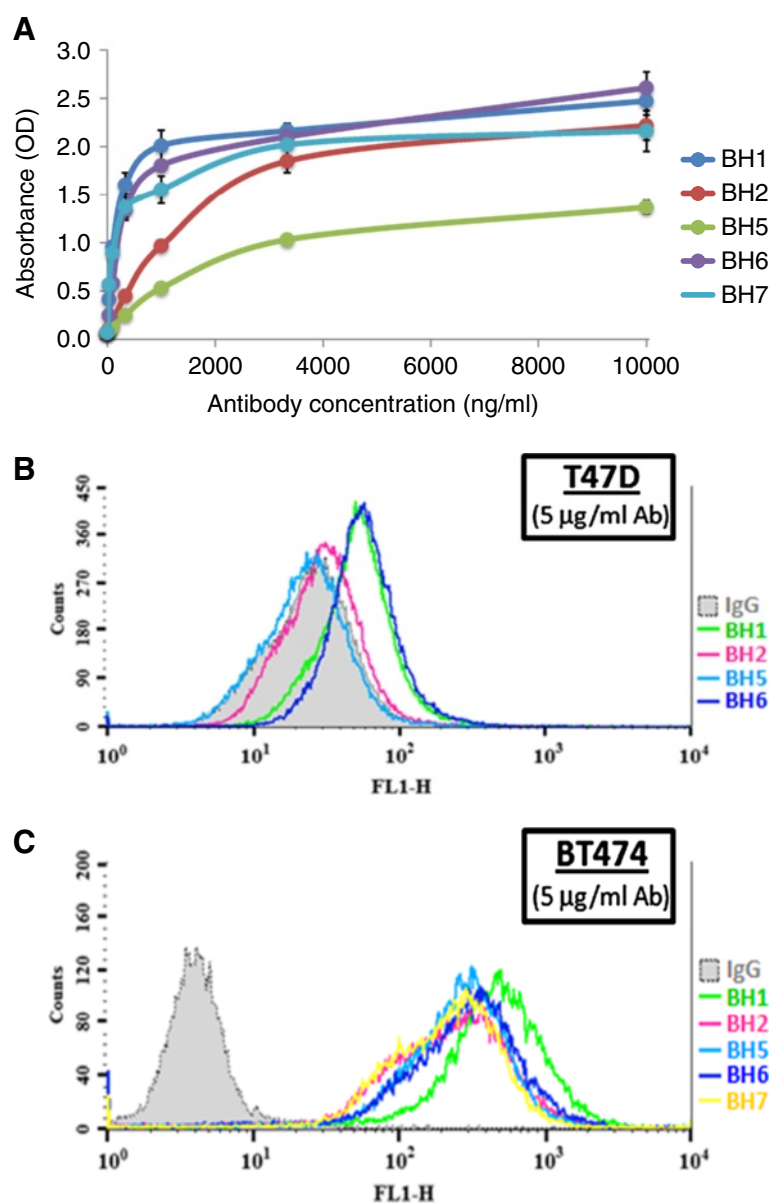 A
3.0
2.5
2.0
1.5
1.0
0.5
0.0
Absorbance (OD)
0 2000 4000 6000 8000 10000
Antibody concentration (ng/ml)
BH1
BH2
BH5
BH6
BH7
B
T47D
(5 µg/ml Ab)
450
360
270
180
90
0
Counts
10⁰ 10¹ 10² 10³ 10⁴
FL1-H
IgG
BH1
BH2
BH5
BH6
C
BT474
(5 µg/ml Ab)
200
160
120
80
40
0
Counts
10⁰ 10¹ 10² 10³ 10⁴
FL1-H
IgG
BH1
BH2
BH5
BH6
BH7